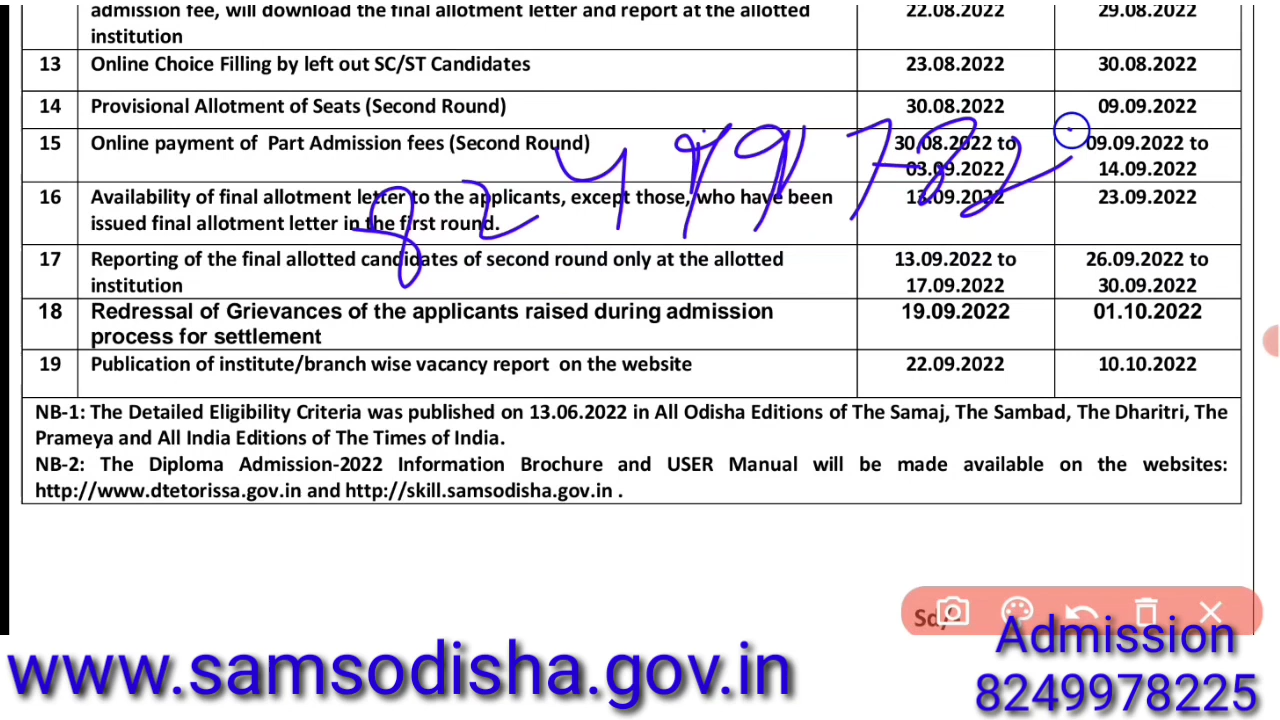 admission fee, will download the final allotment letter and report at the allotted 22.08.2022 29.08.2022
institution
13 Online Choice Filling by left out SC/ST Candidates 23.08.2022 30.08.2022
14 Provisional Allotment of Seats (Second Round) 30.08.2022 09.09.2022
15 Online payment of Part Admission fees (Second Round) 30.08.2022 to 09.09.2022 to
03.09.2022 14.09.2022
16 Availability of final allotment letter to the applicants, except those, who have been 13.09.2022 23.09.2022
issued final allotment letter in the first round.
17 Reporting of the final allotted candidates of second round only at the allotted 13.09.2022 to 26.09.2022 to
institution 17.09.2022 30.09.2022
18 Redressal of Grievances of the applicants raised during admission 19.09.2022 01.10.2022
process for settlement
19 Publication of institute/branch wise vacancy report on the website 22.09.2022 10.10.2022
NB-1: The Detailed Eligibility Criteria was published on 13.06.2022 in All Odisha Editions of The Samaj, The Sambad, The Dharitri, The
Prameya and All India Editions of The Times of India.
NB-2: The Diploma Admission-2022 Information Brochure and USER Manual will be made available on the websites:
http://www.dtetorissa.gov.in and http://skill.samsodisha.gov.in .
Sd/-
www.samsodisha.gov.in
Admission
8249978225